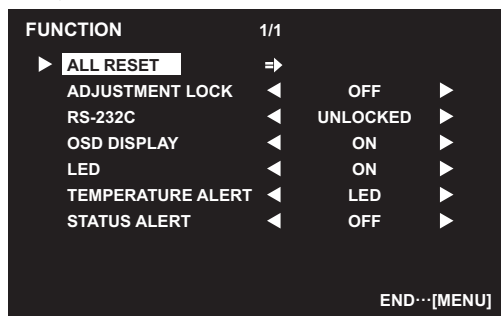 FUNCTION 1/1
ALL RESET
ADJUSTMENT LOCK OFF
RS-232C UNLOCKED
OSD DISPLAY ON
LED ON
TEMPERATURE ALERT LED
STATUS ALERT OFF
END···[MENU]